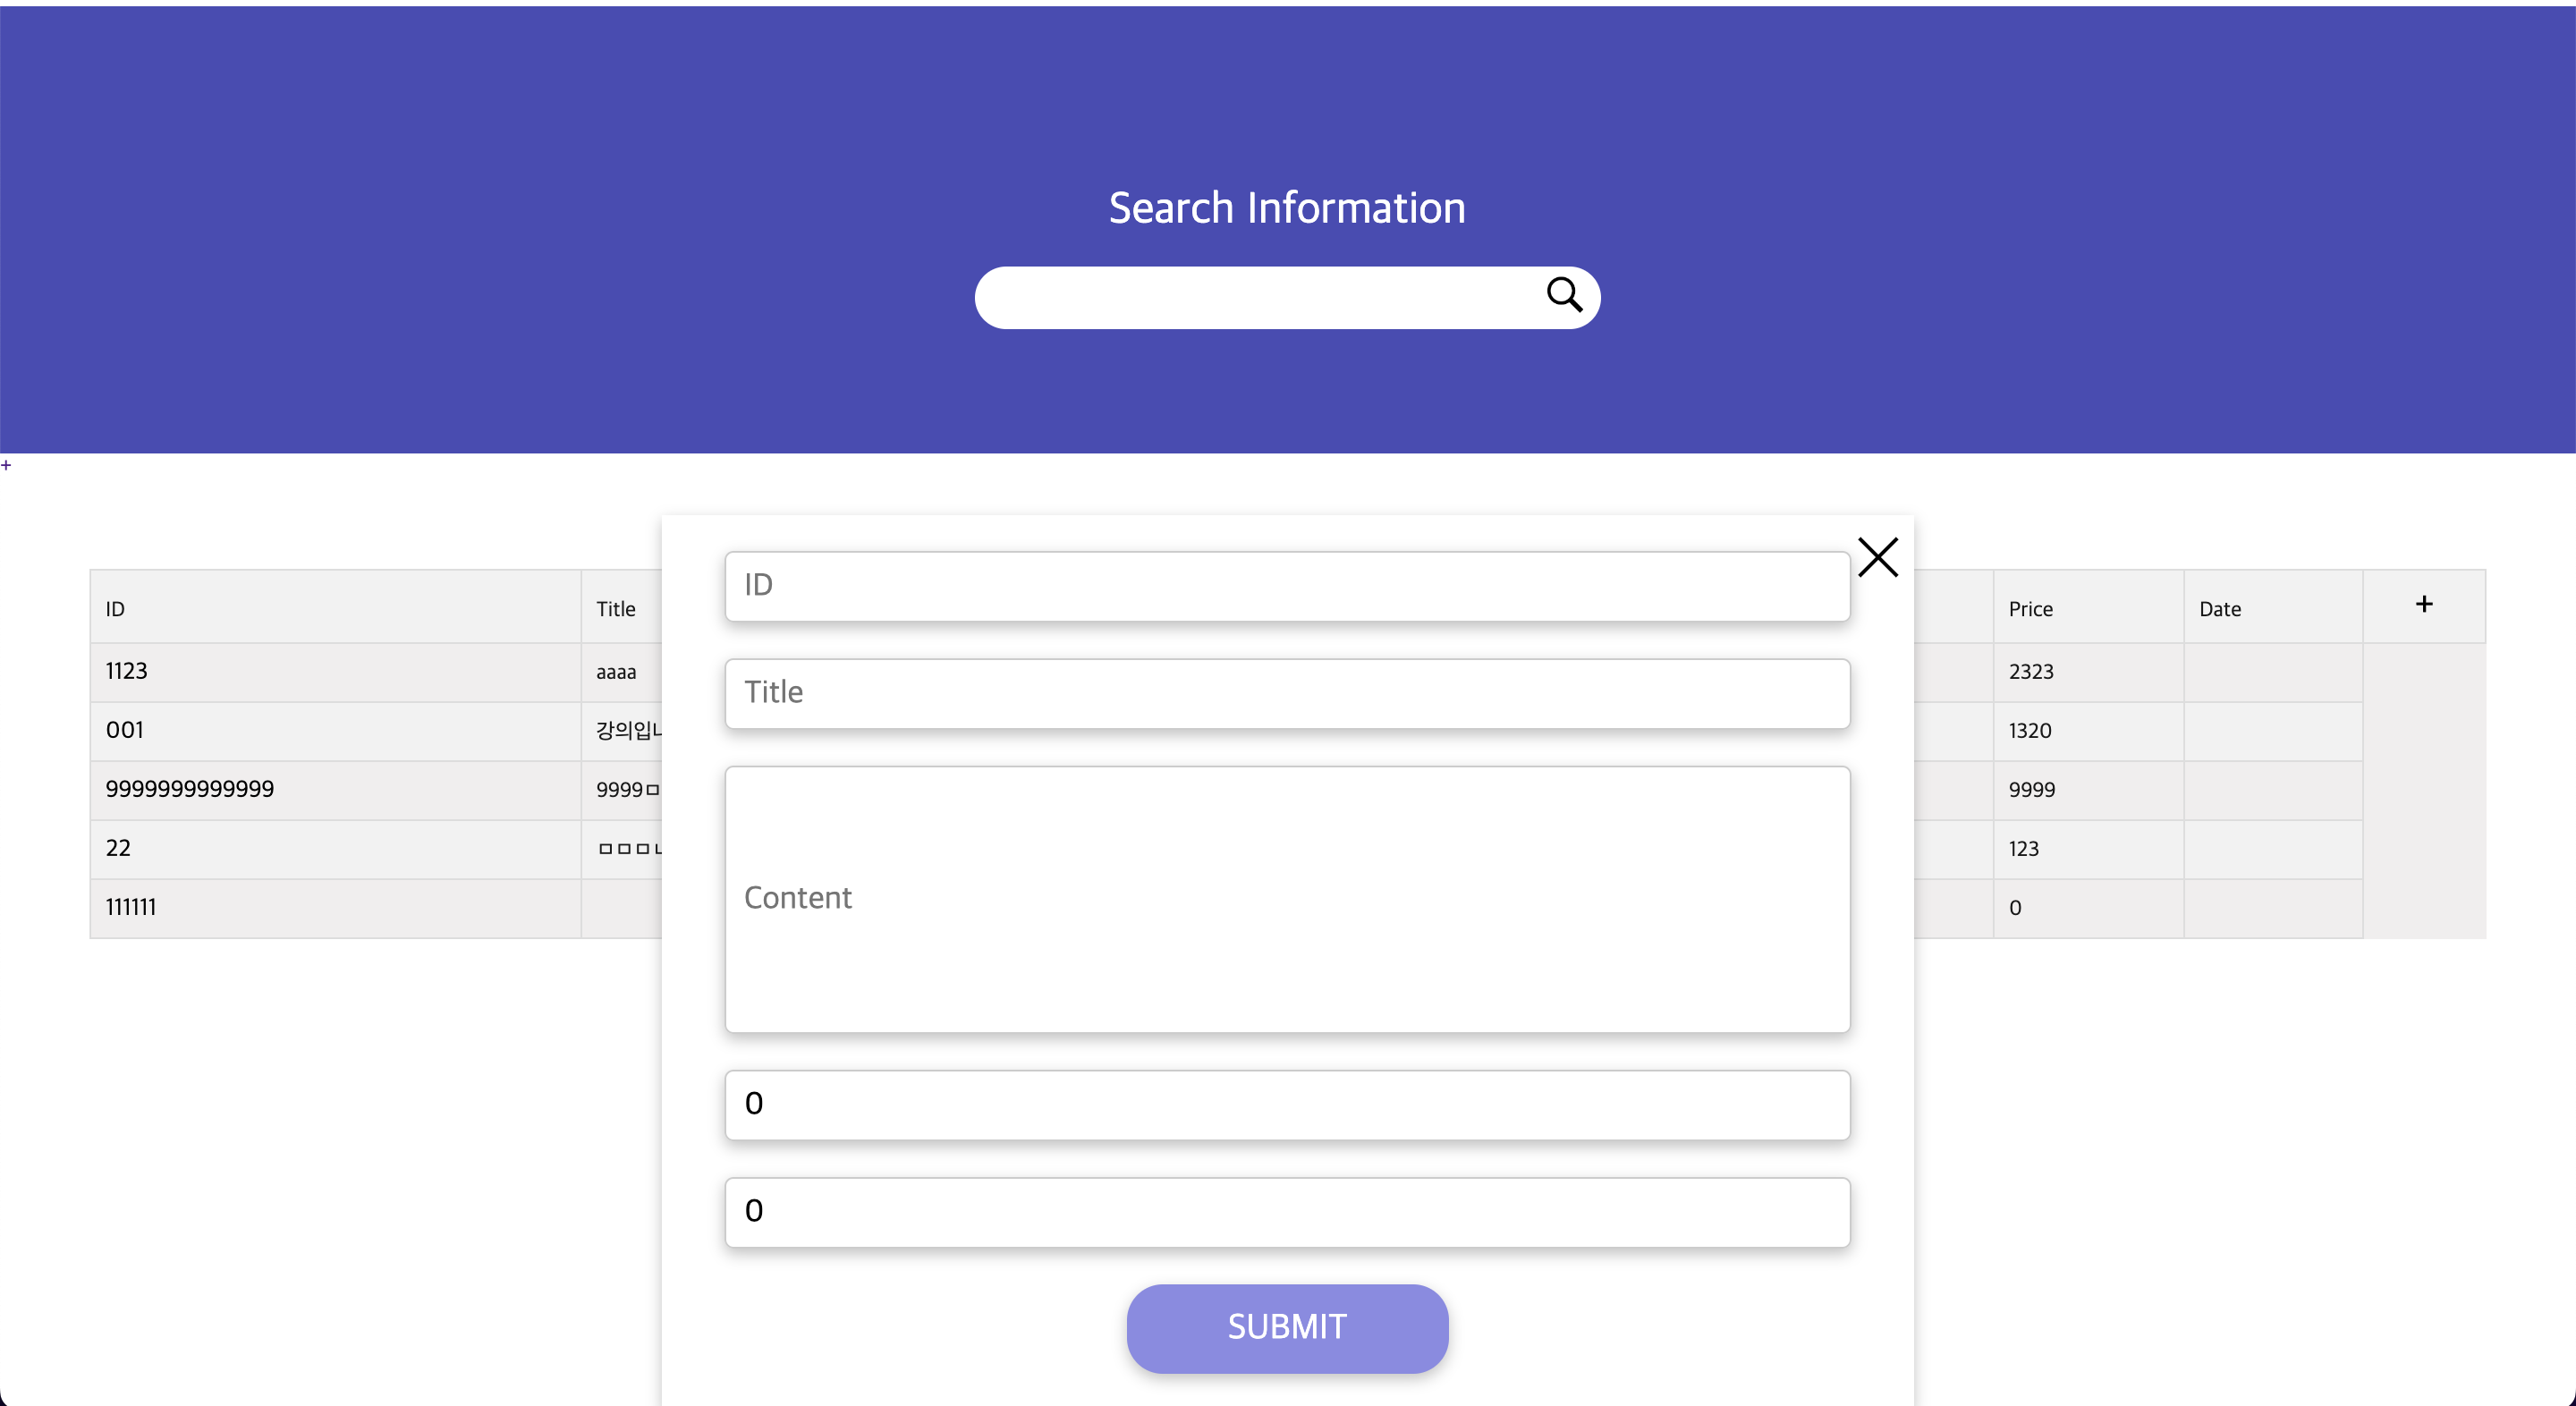 Search Information
+
ID Title Price Date +
1123 aaaa 2323
001 강의입니 1320
9999999999999 9999ㅁ 9999
22 ㅁㅁㅁㄴ 123
111111 0
ID
Title
Content
0
0
SUBMIT